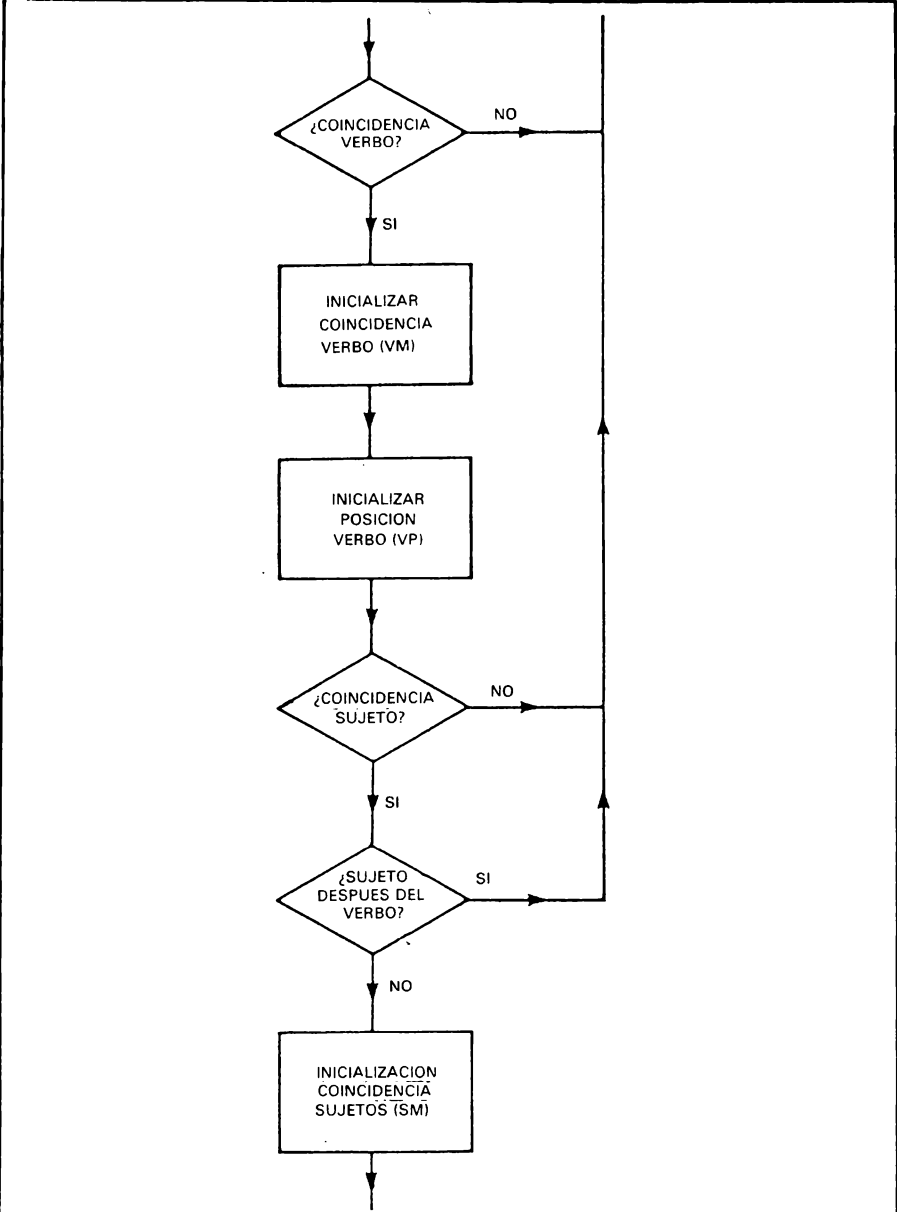 ¿COINCIDENCIA
VERBO?
NO
SI
INICIALIZAR
COINCIDENCIA
VERBO (VM)
INICIALIZAR
POSICION
VERBO (VP)
¿COINCIDENCIA
SUJETO?
NO
SI
¿SUJETO
DESPUES DEL
VERBO?
SI
NO
INICIALIZACION
COINCIDENCIA
SUJETOS (SM)